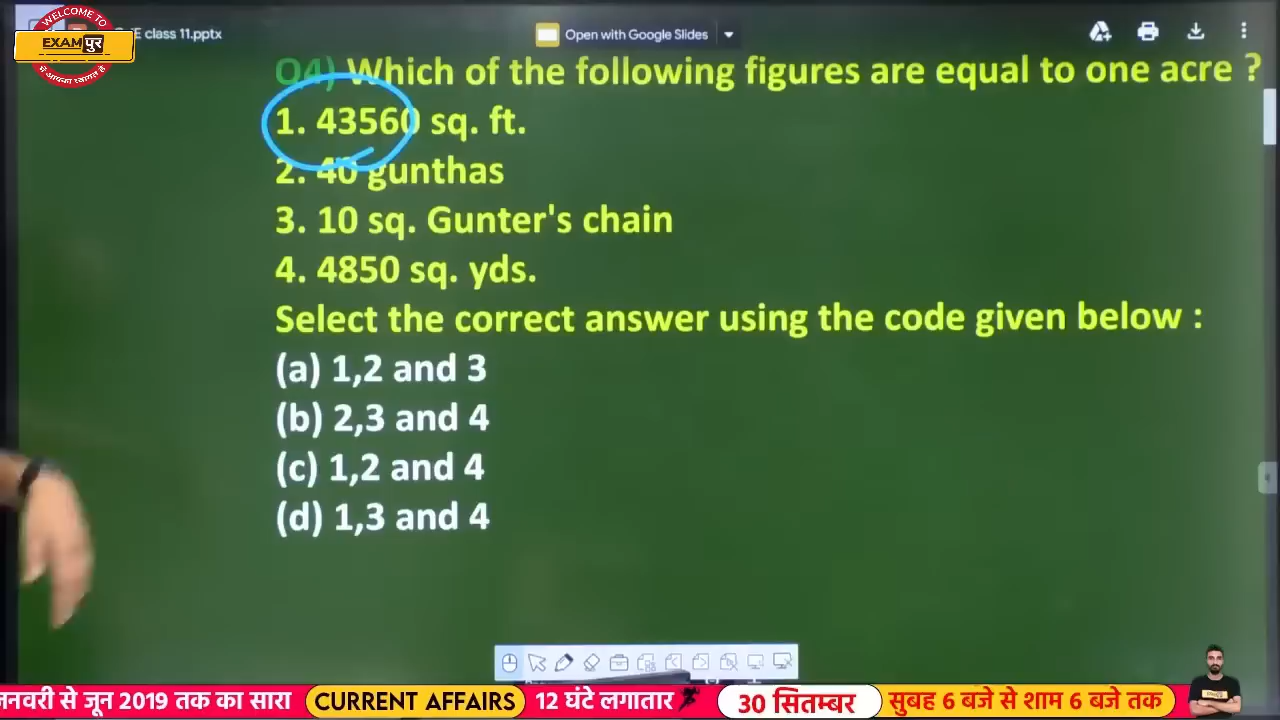 WELCOME TO
EXAMपुर
में आपका स्वागत है
E class 11.pptx
Open with Google Slides
Q4) Which of the following figures are equal to one acre ?
1. 43560 sq. ft.
2. 40 gunthas
3. 10 sq. Gunter's chain
4. 4850 sq. yds.
Select the correct answer using the code given below :
(a) 1,2 and 3
(b) 2,3 and 4
(c) 1,2 and 4
(d) 1,3 and 4
जनवरी से जून 2019 तक का सारा CURRENT AFFAIRS 12 घंटे लगातार 30 सितम्बर सुबह 6 बजे से शाम 6 बजे तक